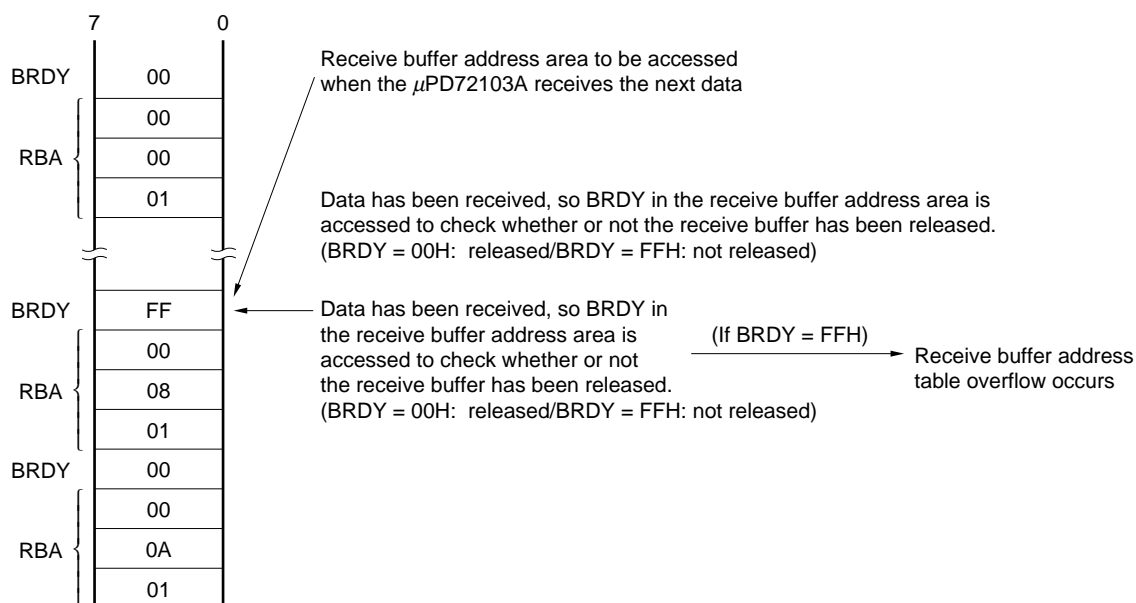 7 0
BRDY 00
00
RBA 00
01
Receive buffer address area to be accessed
when the μPD72103A receives the next data
Data has been received, so BRDY in the receive buffer address area is
accessed to check whether or not the receive buffer has been released.
(BRDY = 00H: released/BRDY = FFH: not released)
BRDY FF
00
RBA 08
01
Data has been received, so BRDY in
the receive buffer address area is
accessed to check whether or not
the receive buffer has been released.
(BRDY = 00H: released/BRDY = FFH: not released)
(If BRDY = FFH)
Receive buffer address
table overflow occurs
BRDY 00
00
RBA 0A
01